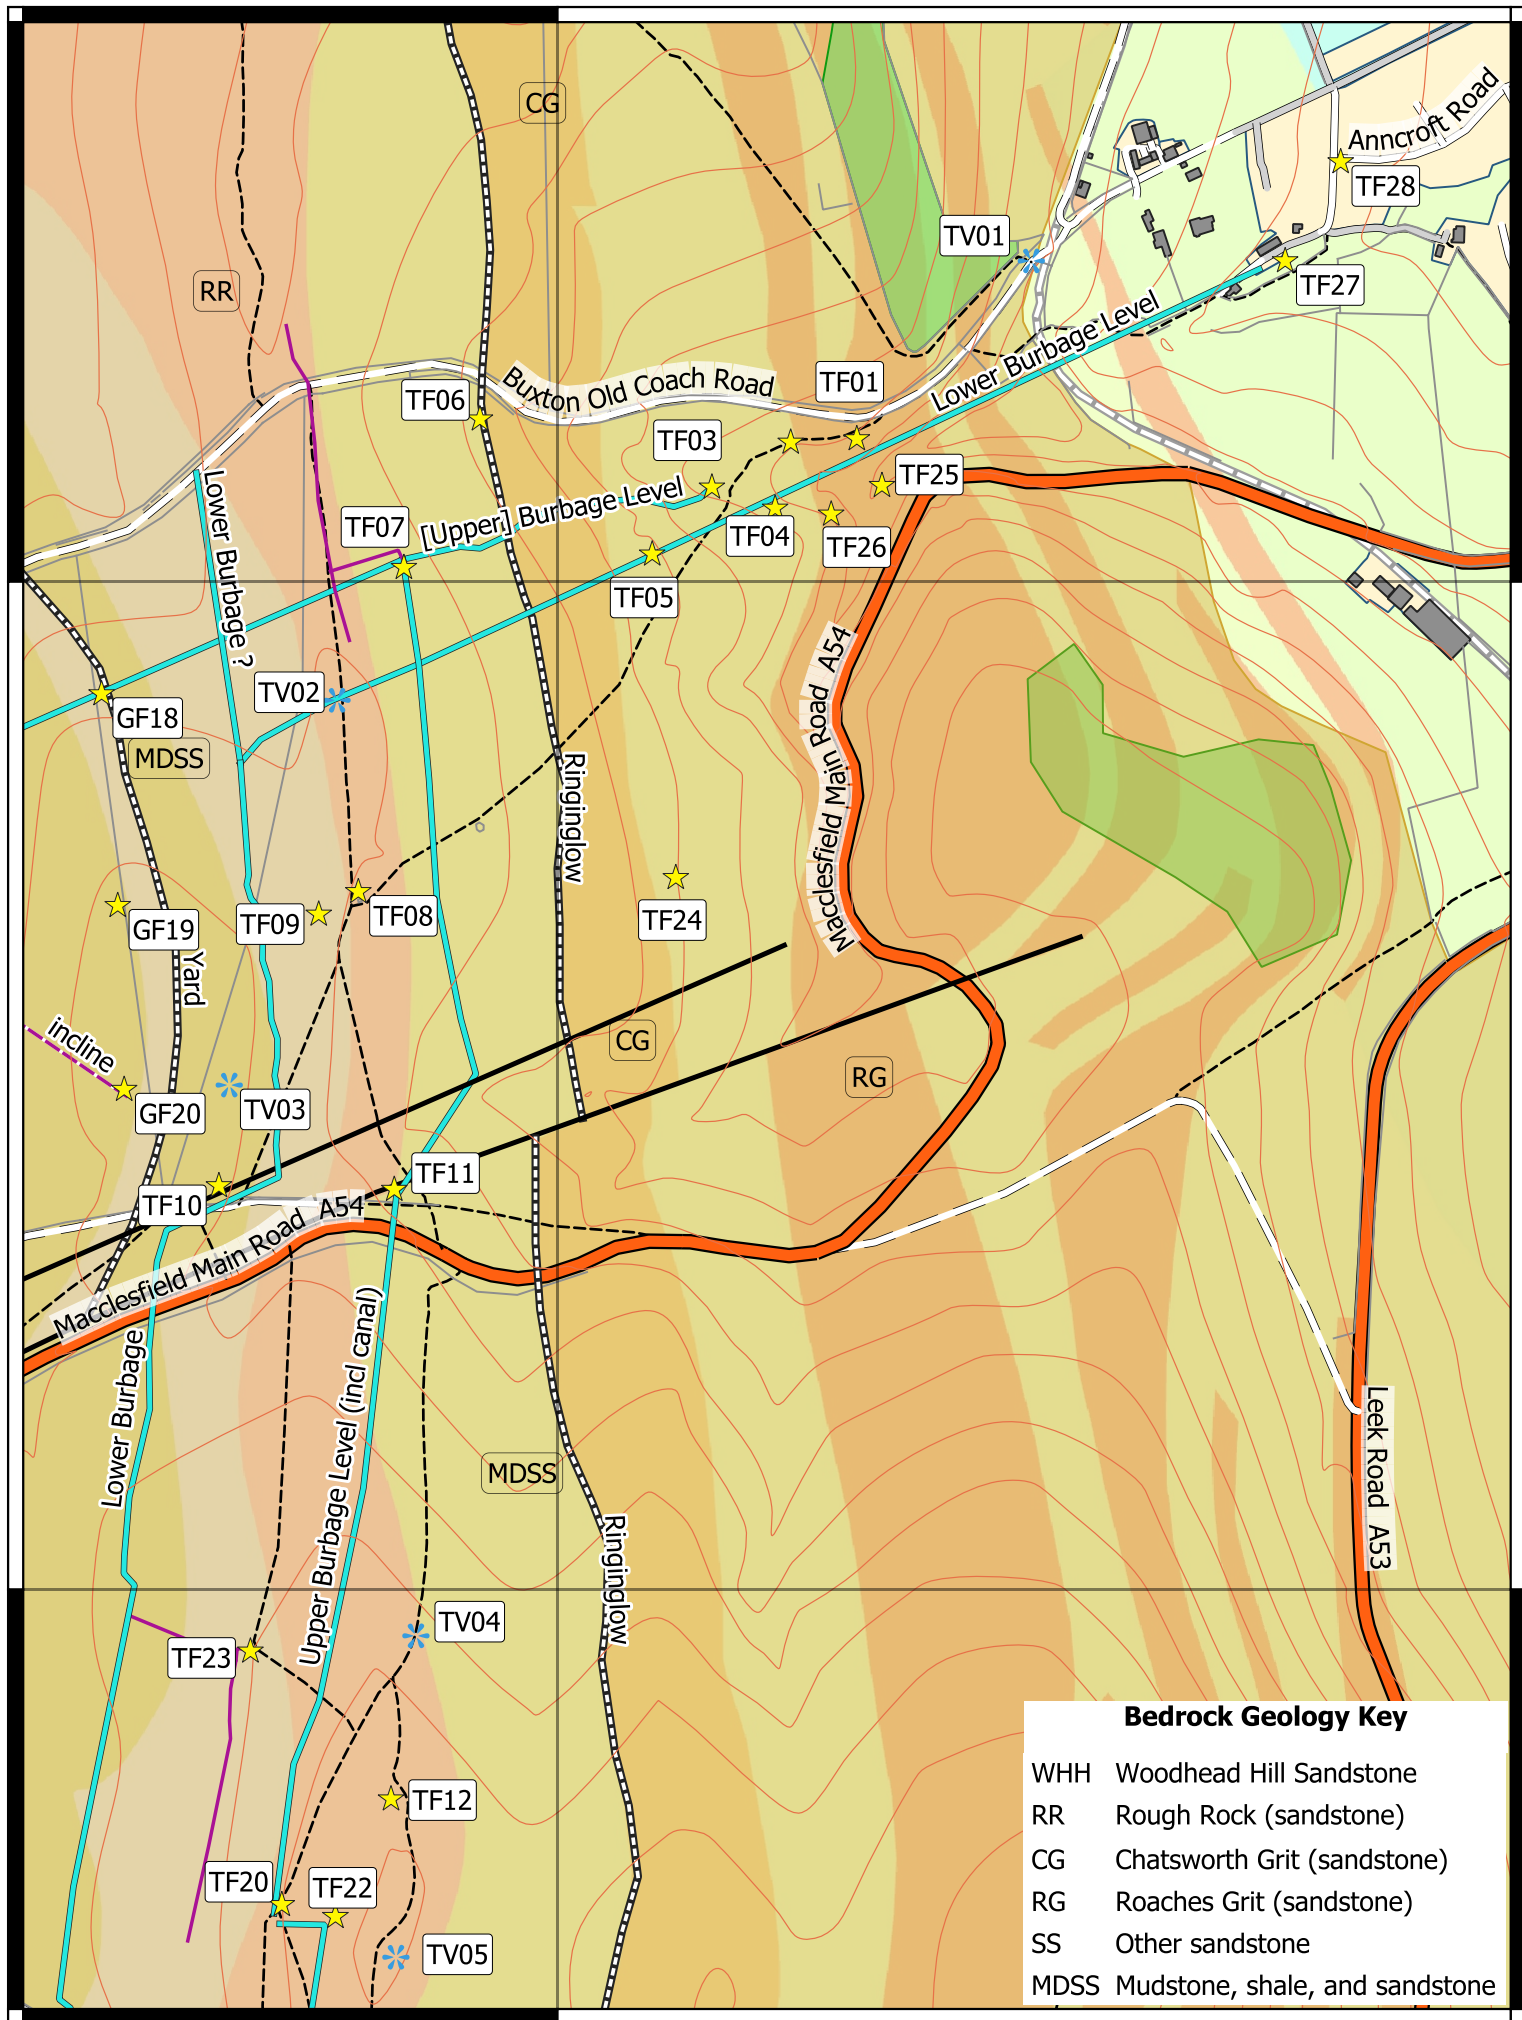 CG
Anncroft Road
TF28
TV01
RR
TF27
Lower Burbage Level
Buxton Old Coach Road
TF01
TF06
TF03
TF25
[Upper] Burbage Level
TF07
TF04
TF26
Lower Burbage ?
TF05
Macclesfield Main Road A54
TV02
GF18
MDSS
Ringinglow
TF09
TF08
TF24
GF19
Yard
incline
CG
RG
GF20
TV03
TF11
TF10
Macclesfield Main Road A54
Lower Burbage
Upper Burbage Level (incl canal)
Leek Road A53
MDSS
Ringinglow
TV04
TF23
TF12
TF20
TF22
TV05
Bedrock Geology Key
WHH Woodhead Hill Sandstone
RR Rough Rock (sandstone)
CG Chatsworth Grit (sandstone)
RG Roaches Grit (sandstone)
SS Other sandstone
MDSS Mudstone, shale, and sandstone